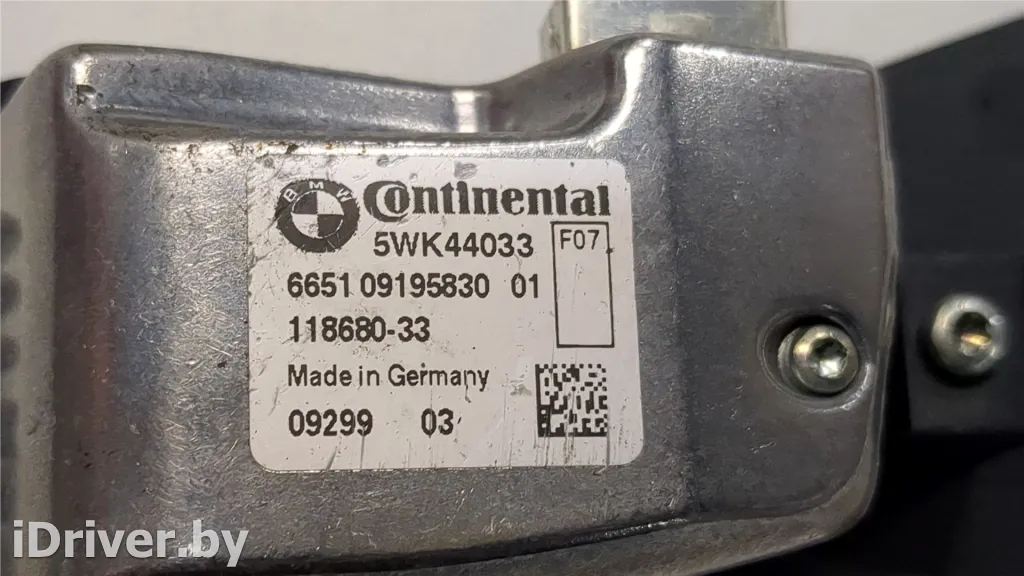 BMW Continental
5WK44033 F07
6651 09195830 01
118680-33
Made in Germany
09299 03
iDriver.by